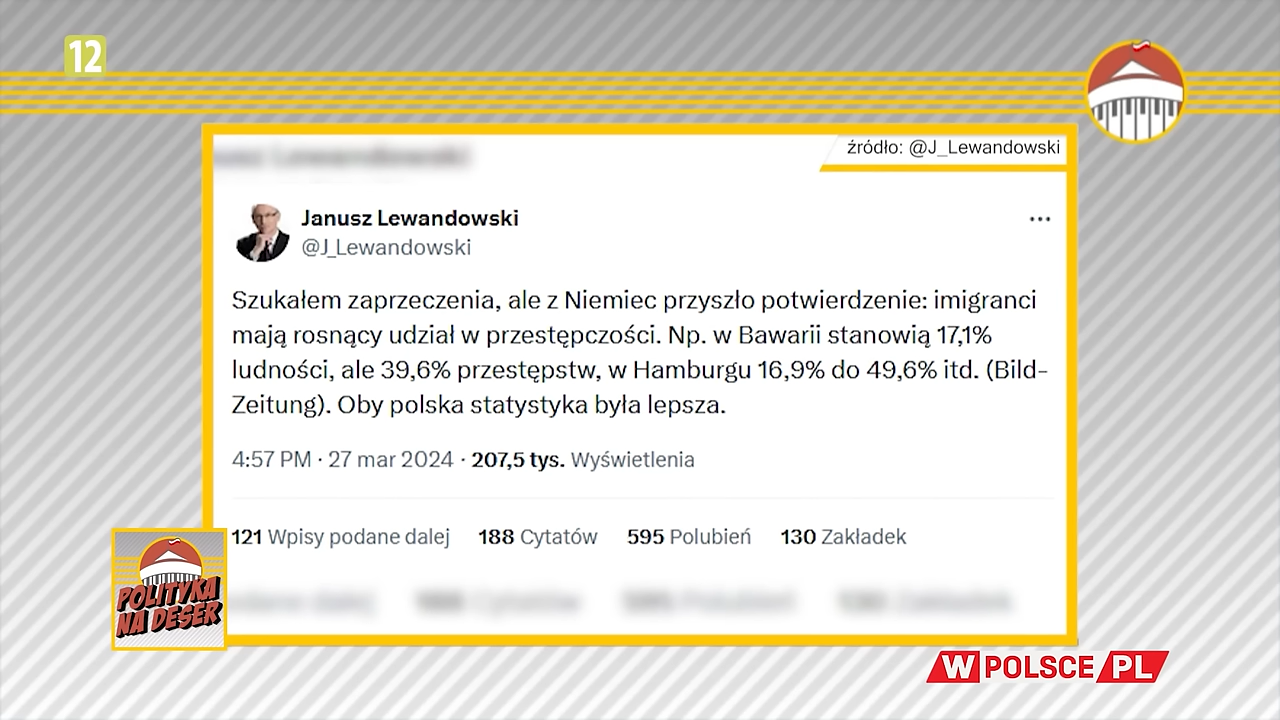 12
źródło: @J_Lewandowski
Janusz Lewandowski
@J_Lewandowski
Szukałem zaprzeczenia, ale z Niemiec przyszło potwierdzenie: imigranci
mają rosnący udział w przestępczości. Np. w Bawarii stanowią 17,1%
ludności, ale 39,6% przestępstw, w Hamburgu 16,9% do 49,6% itd. (Bild-
Zeitung). Oby polska statystyka była lepsza.
4:57 PM · 27 mar 2024 · 207,5 tys. Wyświetlenia
121 Wpisy podane dalej 188 Cytatów 595 Polubień 130 Zakładek
POLITYKA
NA DESER
WPOLSCE PL